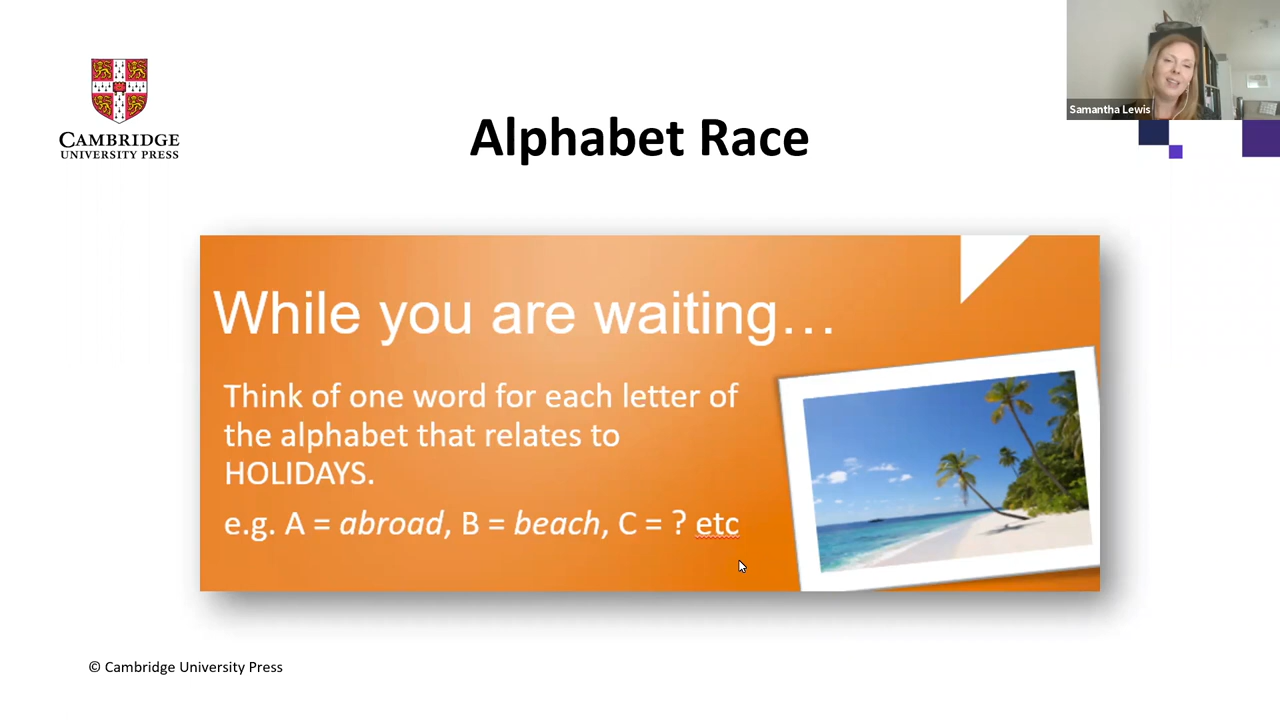 Samantha Lewis
CAMBRIDGE
UNIVERSITY PRESS
Alphabet Race
While you are waiting...
Think of one word for each letter of
the alphabet that relates to
HOLIDAYS.
e.g. A = abroad, B = beach, C = ? etc
© Cambridge University Press